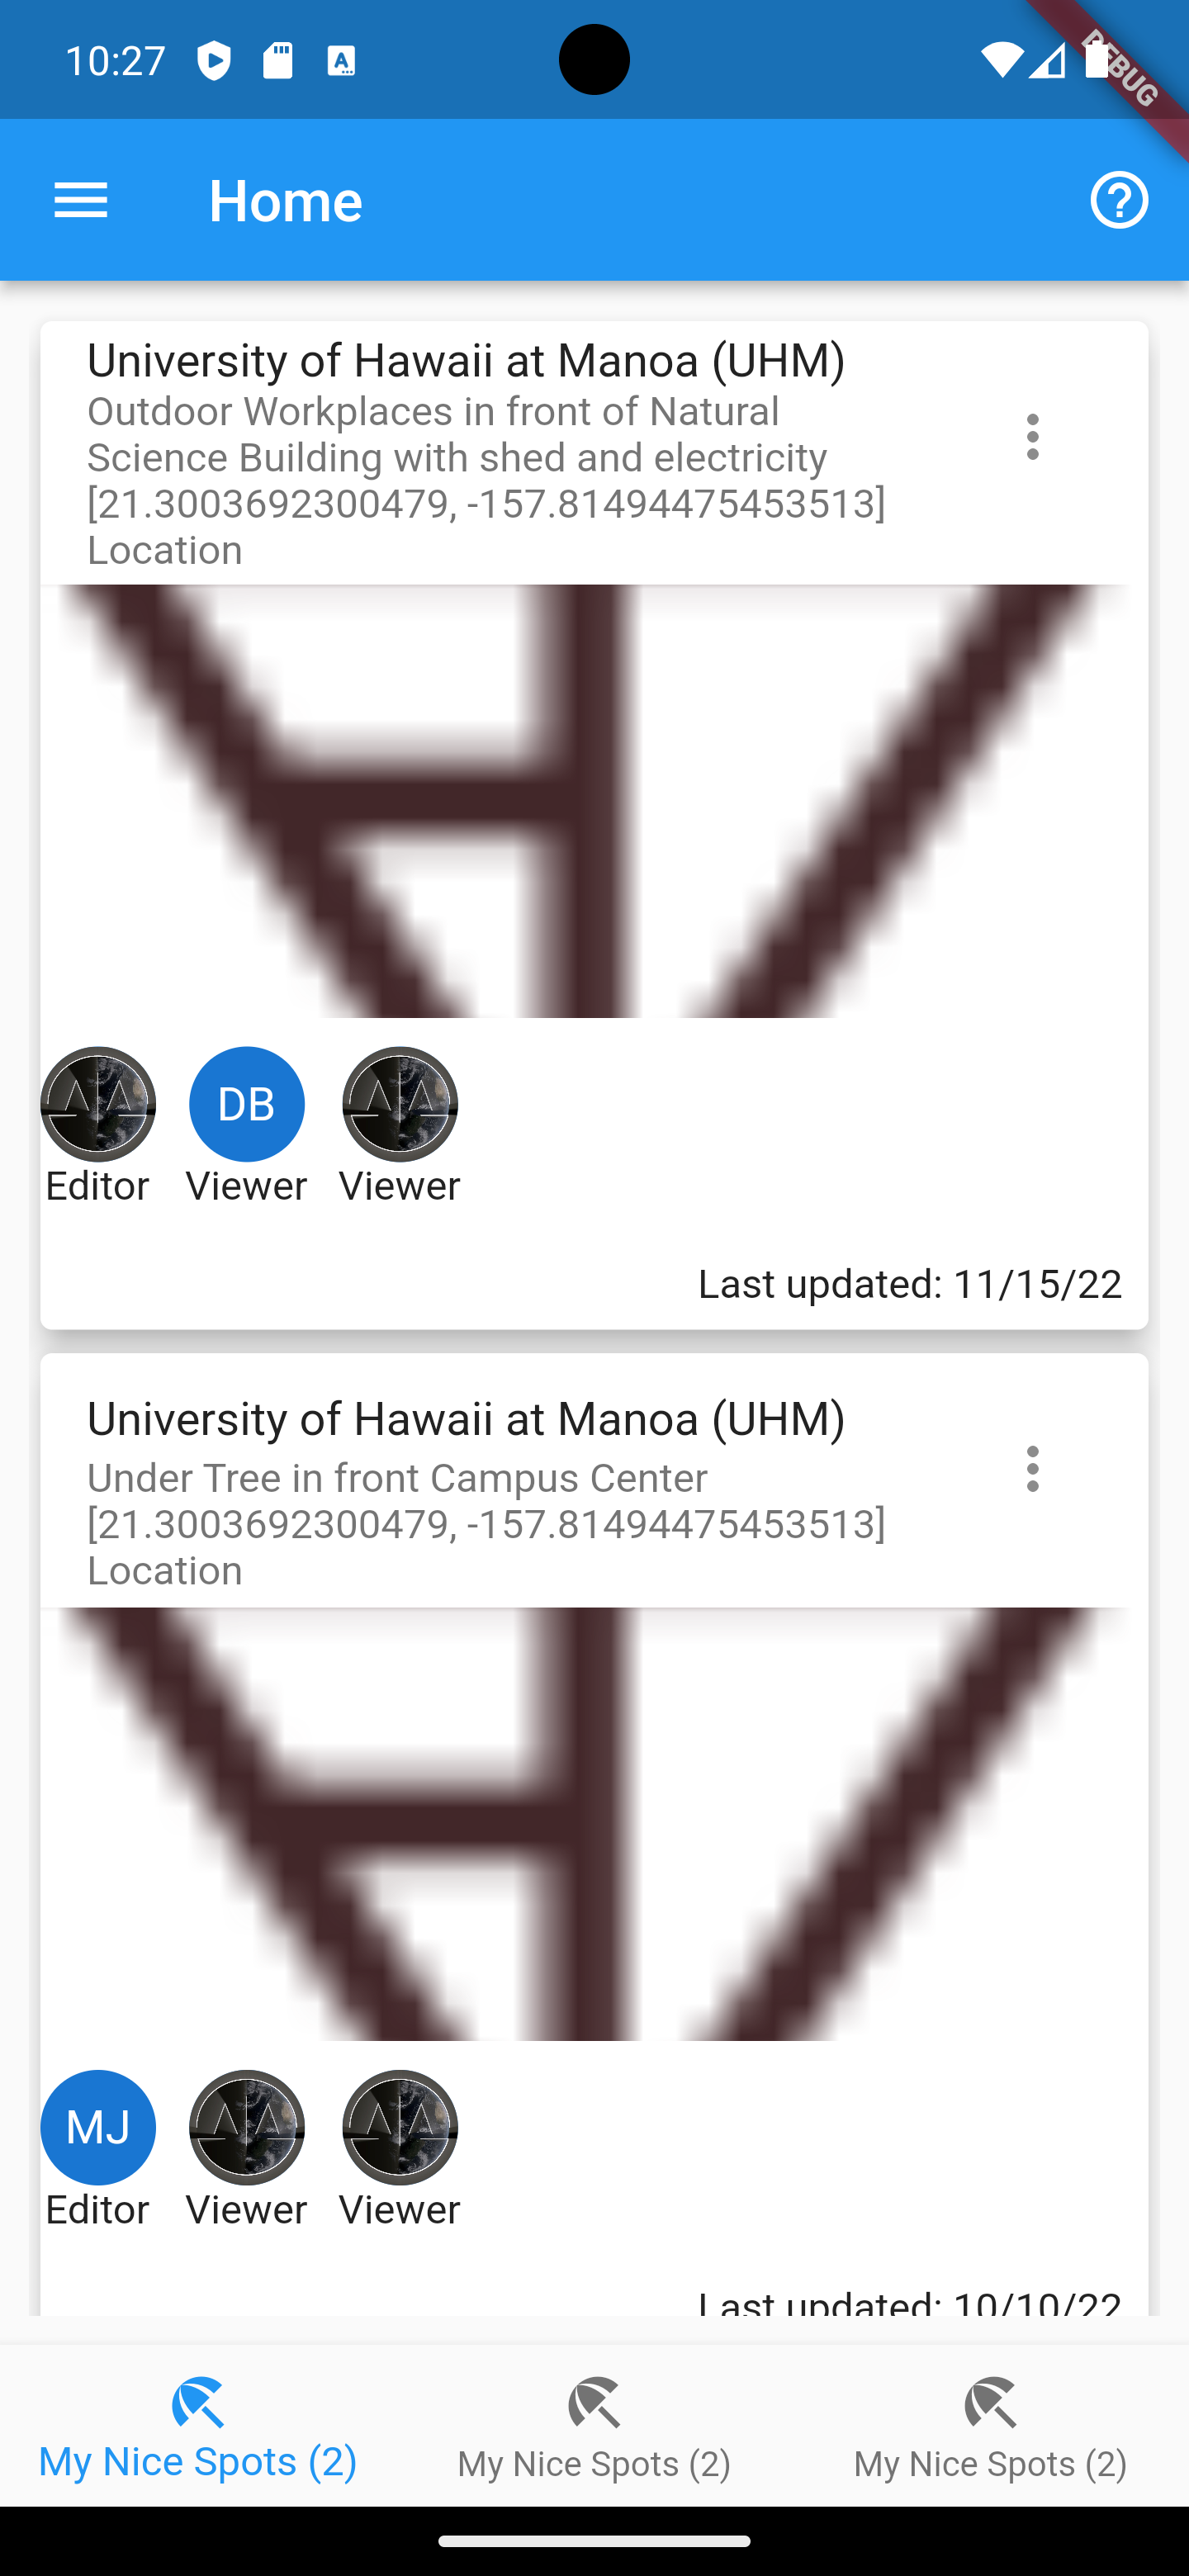 10:27
DEBUG
Home
University of Hawaii at Manoa (UHM)
Outdoor Workplaces in front of Natural
Science Building with shed and electricity
[21.3003692300479, -157.81494475453513]
Location
DB
Editor Viewer Viewer
Last updated: 11/15/22
University of Hawaii at Manoa (UHM)
Under Tree in front Campus Center
[21.3003692300479, -157.81494475453513]
Location
MJ
Editor Viewer Viewer
Last updated: 10/10/22
My Nice Spots (2) My Nice Spots (2) My Nice Spots (2)